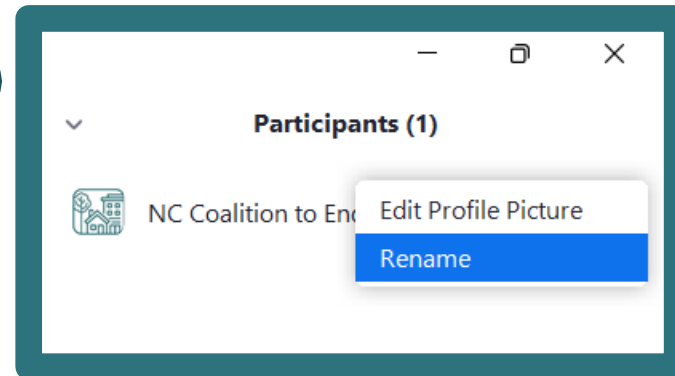 Participants (1)
NC Coalition to End
Edit Profile Picture
Rename